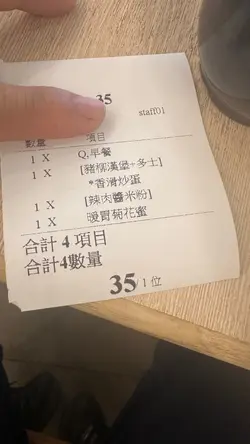 35
staff01
數量 項目
1 X Q.早餐
1 X [豬柳漢堡+多士]
*香滑炒蛋
1 X [辣肉醬米粉]
1 X 暖胃菊花蜜
合計 4 項目
合計4數量
35/1 位